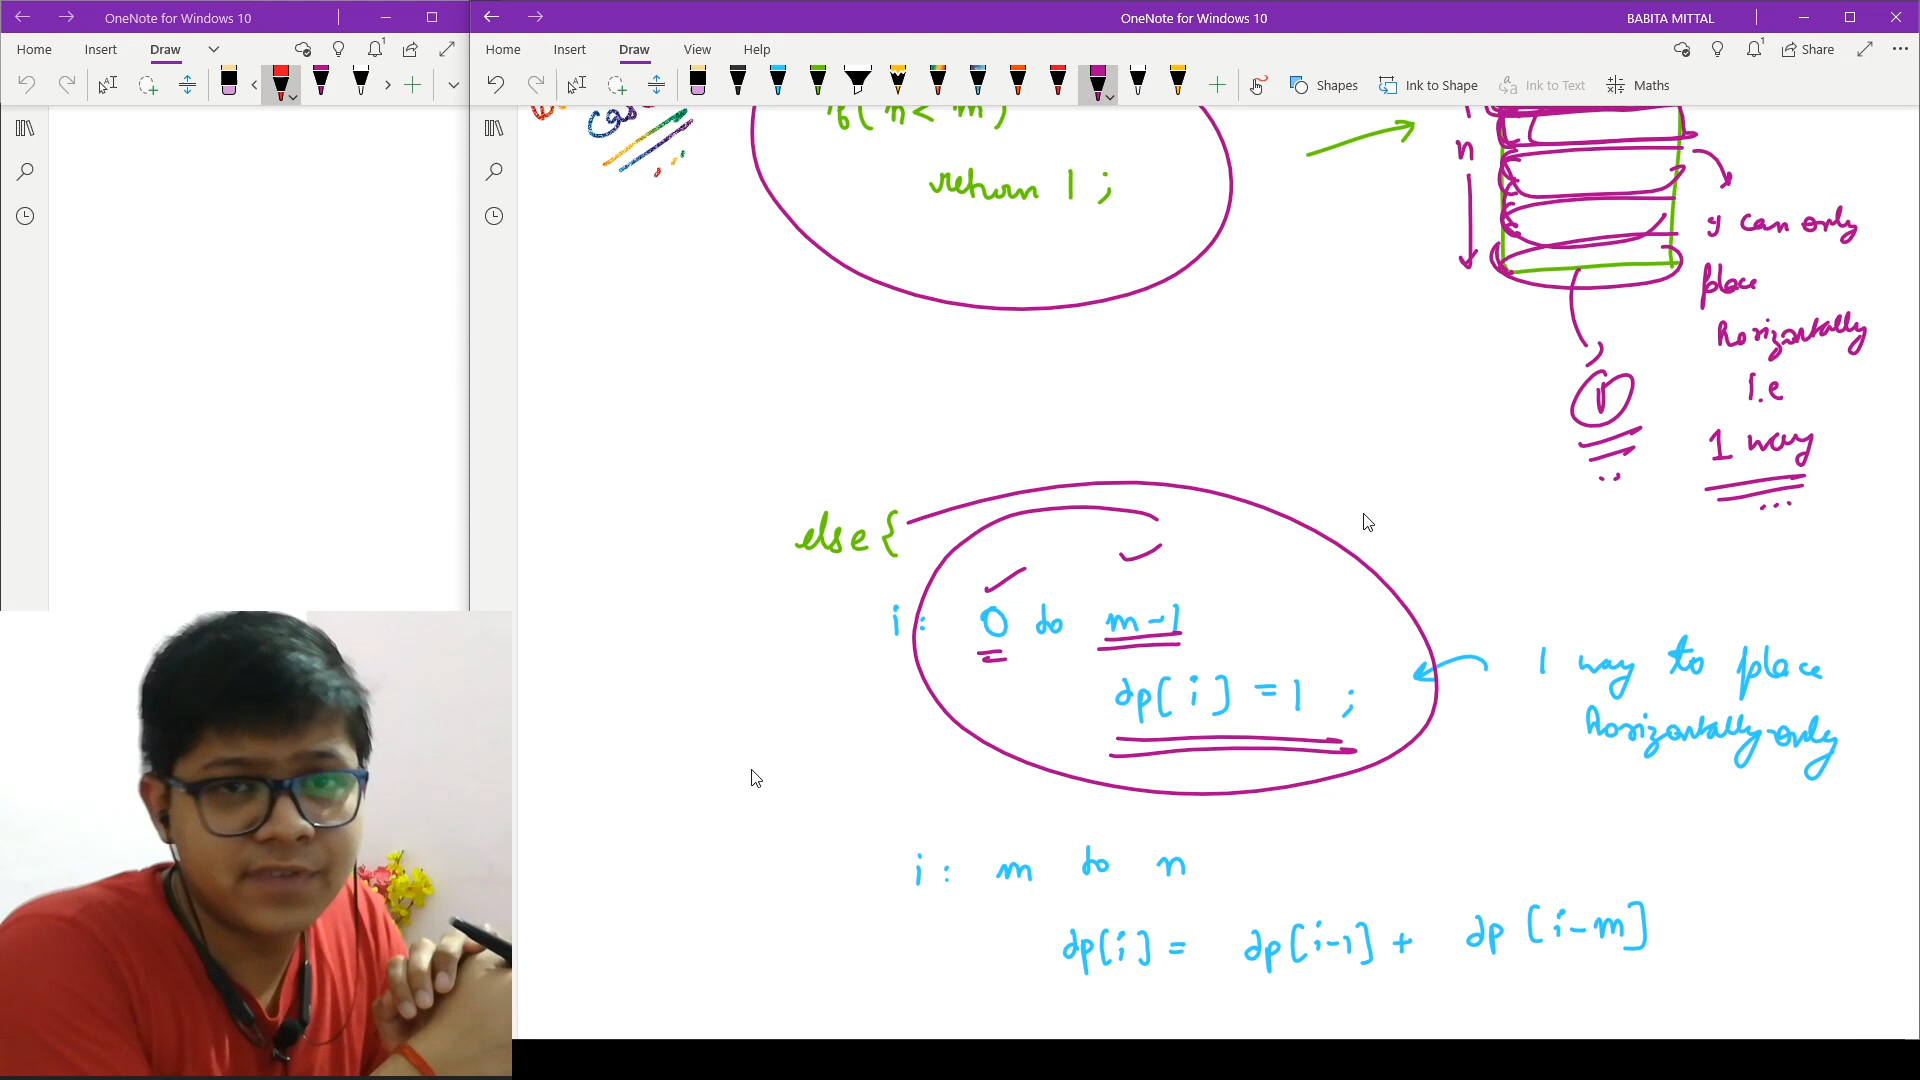 OneNote for Windows 10
OneNote for Windows 10
BABITA MITTAL
Home Insert Draw
Home Insert Draw View Help
Share
Shapes
Ink to Shape
Ink to Text
Maths
if(n < m)
return 1 ;
n
I can only
place
Horizontally
I.e
1 way
1
else {
i : 0 to m-1
dp[i] = 1 ;
1 way to place
Horizontally only
i : m to n
dp[i] = dp[i-1] + dp[i-m]